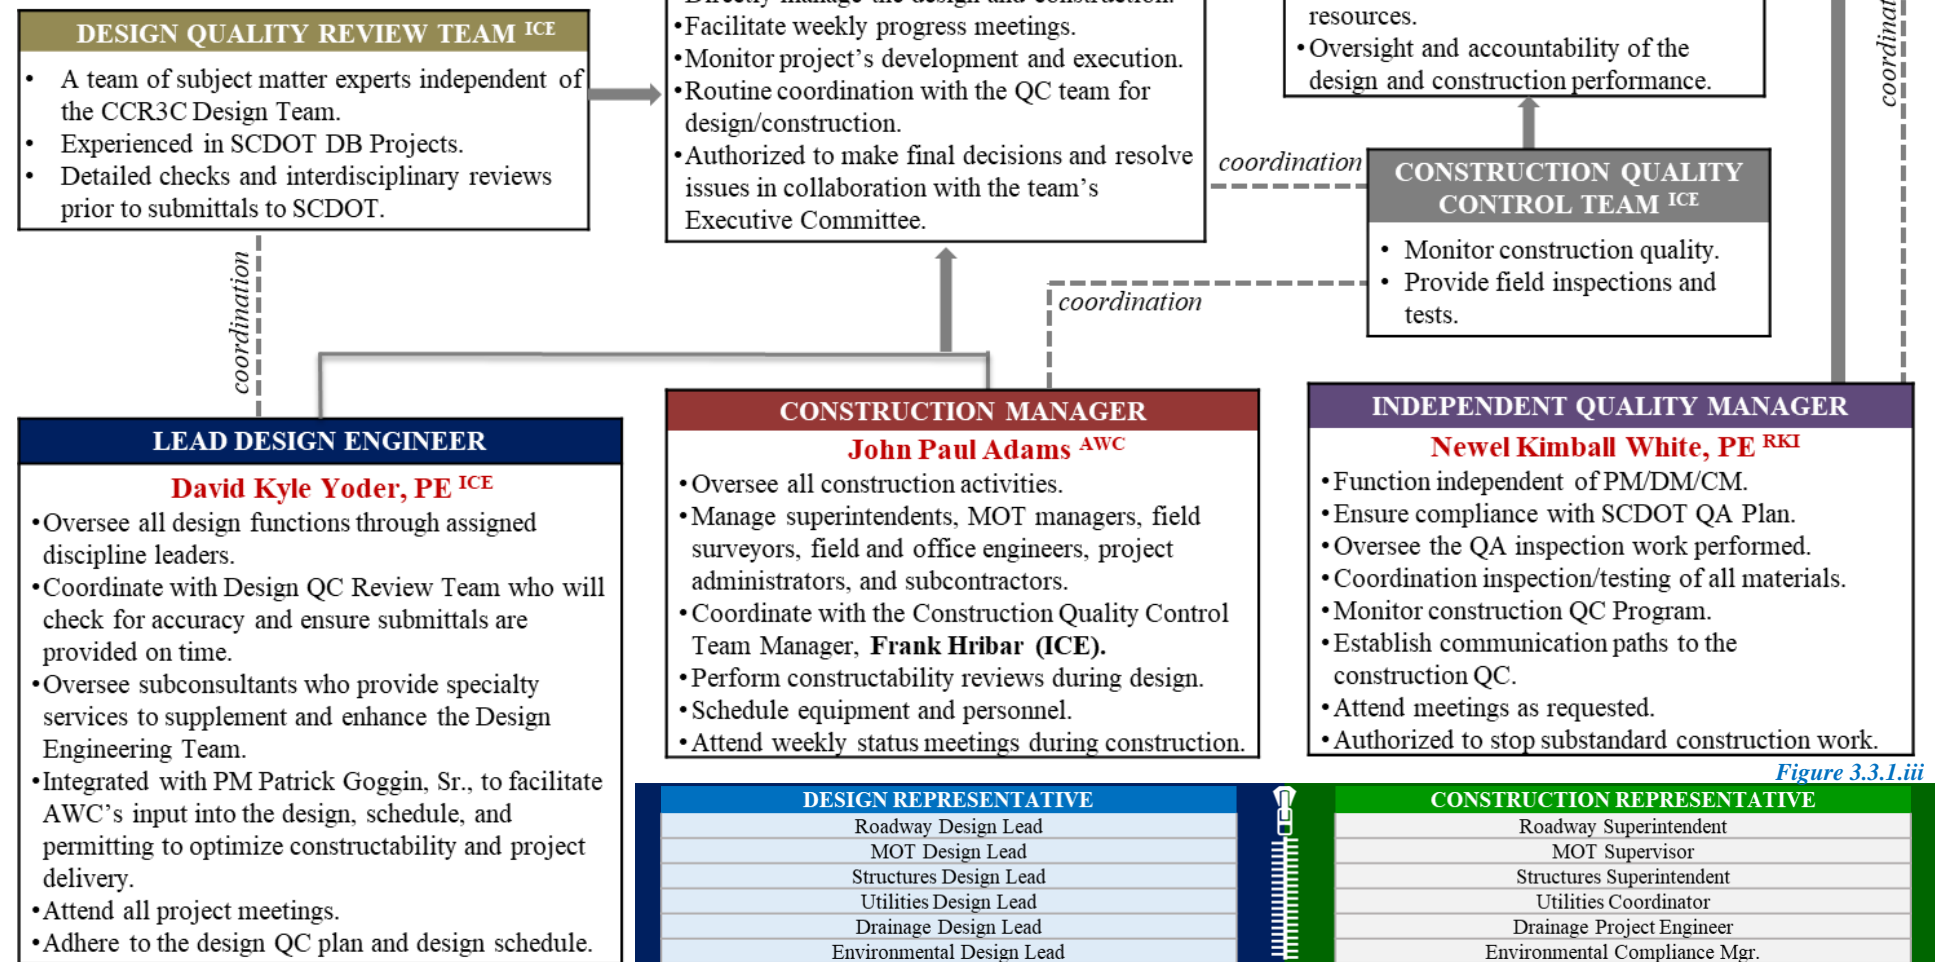 DESIGN QUALITY REVIEW TEAM ICE
• A team of subject matter experts independent of
the CCR3C Design Team.
• Experienced in SCDOT DB Projects.
• Detailed checks and interdisciplinary reviews
prior to submittals to SCDOT.
•Directly manage the design and construction.
•Facilitate weekly progress meetings.
•Monitor project's development and execution.
•Routine coordination with the QC team for
design/construction.
•Authorized to make final decisions and resolve
issues in collaboration with the team's
Executive Committee.
resources.
•Oversight and accountability of the
design and construction performance.
coordination
CONSTRUCTION QUALITY
CONTROL TEAM ICE
• Monitor construction quality.
• Provide field inspections and
tests.
coordination
coordination
LEAD DESIGN ENGINEER
David Kyle Yoder, PE ICE
•Oversee all design functions through assigned
discipline leaders.
•Coordinate with Design QC Review Team who will
check for accuracy and ensure submittals are
provided on time.
•Oversee subconsultants who provide specialty
services to supplement and enhance the Design
Engineering Team.
•Integrated with PM Patrick Goggin, Sr., to facilitate
AWC's input into the design, schedule, and
permitting to optimize constructability and project
delivery.
•Attend all project meetings.
•Adhere to the design QC plan and design schedule.
CONSTRUCTION MANAGER
John Paul Adams AWC
•Oversee all construction activities.
•Manage superintendents, MOT managers, field
surveyors, field and office engineers, project
administrators, and subcontractors.
•Coordinate with the Construction Quality Control
Team Manager, Frank Hribar (ICE).
•Perform constructability reviews during design.
•Schedule equipment and personnel.
•Attend weekly status meetings during construction.
INDEPENDENT QUALITY MANAGER
Newel Kimball White, PE RKI
•Function independent of PM/DM/CM.
•Ensure compliance with SCDOT QA Plan.
•Oversee the QA inspection work performed.
•Coordination inspection/testing of all materials.
•Monitor construction QC Program.
•Establish communication paths to the
construction QC.
•Attend meetings as requested.
•Authorized to stop substandard construction work.
Figure 3.3.1.iii
DESIGN REPRESENTATIVE
Roadway Design Lead
MOT Design Lead
Structures Design Lead
Utilities Design Lead
Drainage Design Lead
Environmental Design Lead
CONSTRUCTION REPRESENTATIVE
Roadway Superintendent
MOT Supervisor
Structures Superintendent
Utilities Coordinator
Drainage Project Engineer
Environmental Compliance Mgr.